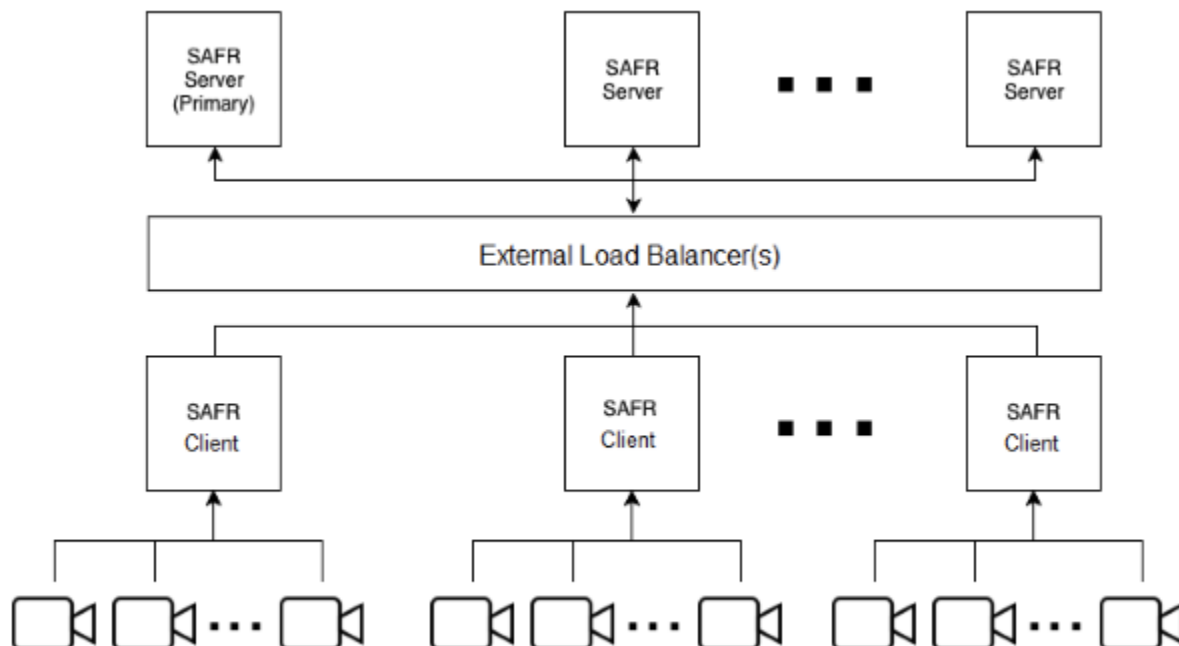 SAFR
Server
(Primary)
SAFR
Server
SAFR
Server
External Load Balancer(s)
SAFR
Client
SAFR
Client
SAFR
Client